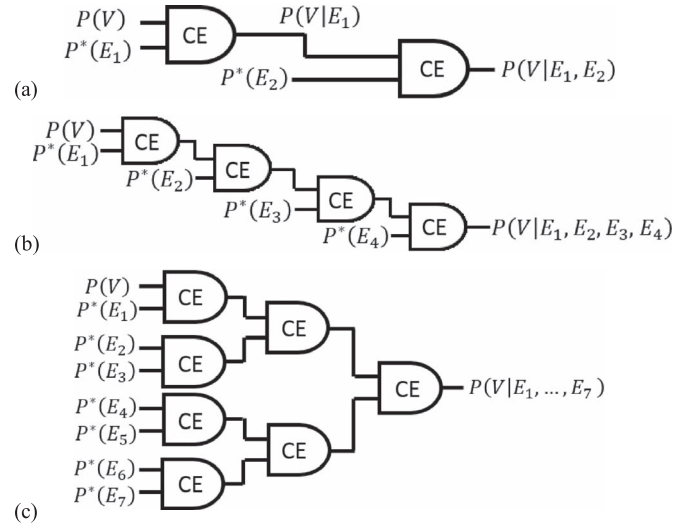 P(V) P(V|E₁)
P*(E₁) CE
P*(E₂) CE P(V|E₁, E₂)
(a)
P(V) CE
P*(E₁) CE
P*(E₂) CE
P*(E₃) CE
P*(E₄) P(V|E₁, E₂, E₃, E₄)
(b)
P(V) CE
P*(E₁) CE
P*(E₂) CE
P*(E₃)
CE P(V|E₁, …, E₇)
P*(E₄) CE
P*(E₅) CE
P*(E₆) CE
P*(E₇)
(c)